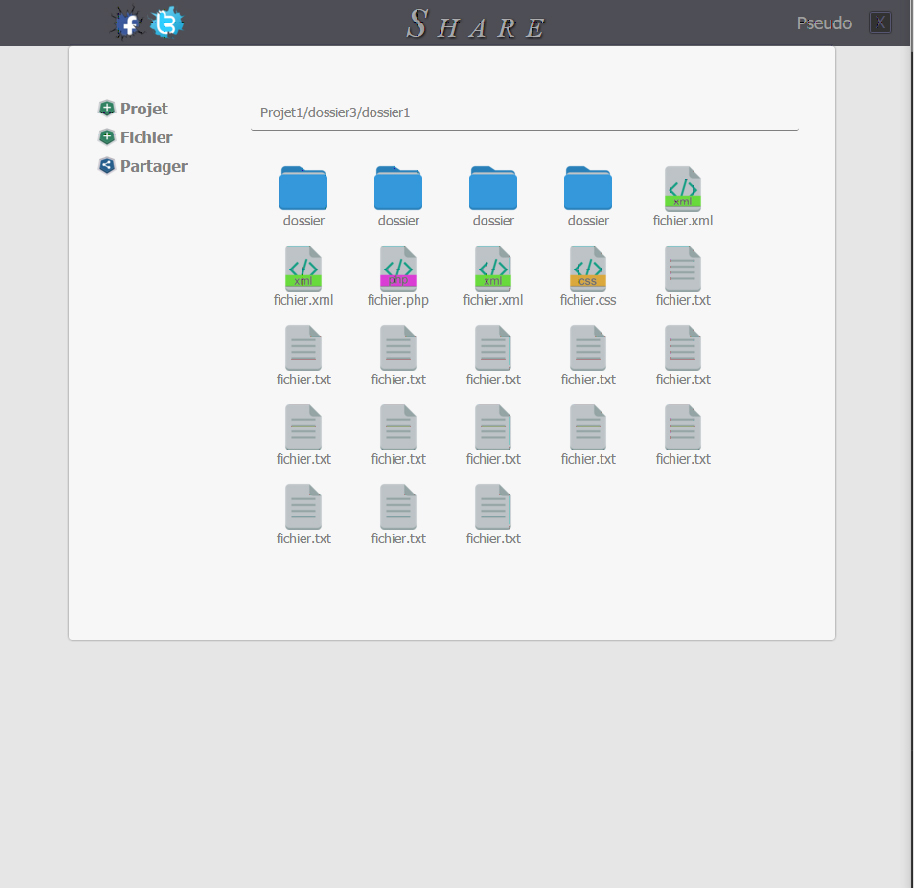 Share Pseudo K
Projet
Fichier
Partager
Projet1/dossier3/dossier1
dossier dossier dossier dossier xml fichier.xml
xml fichier.xml php fichier.php xml fichier.xml css fichier.css fichier.txt
fichier.txt fichier.txt fichier.txt fichier.txt fichier.txt
fichier.txt fichier.txt fichier.txt fichier.txt fichier.txt
fichier.txt fichier.txt fichier.txt